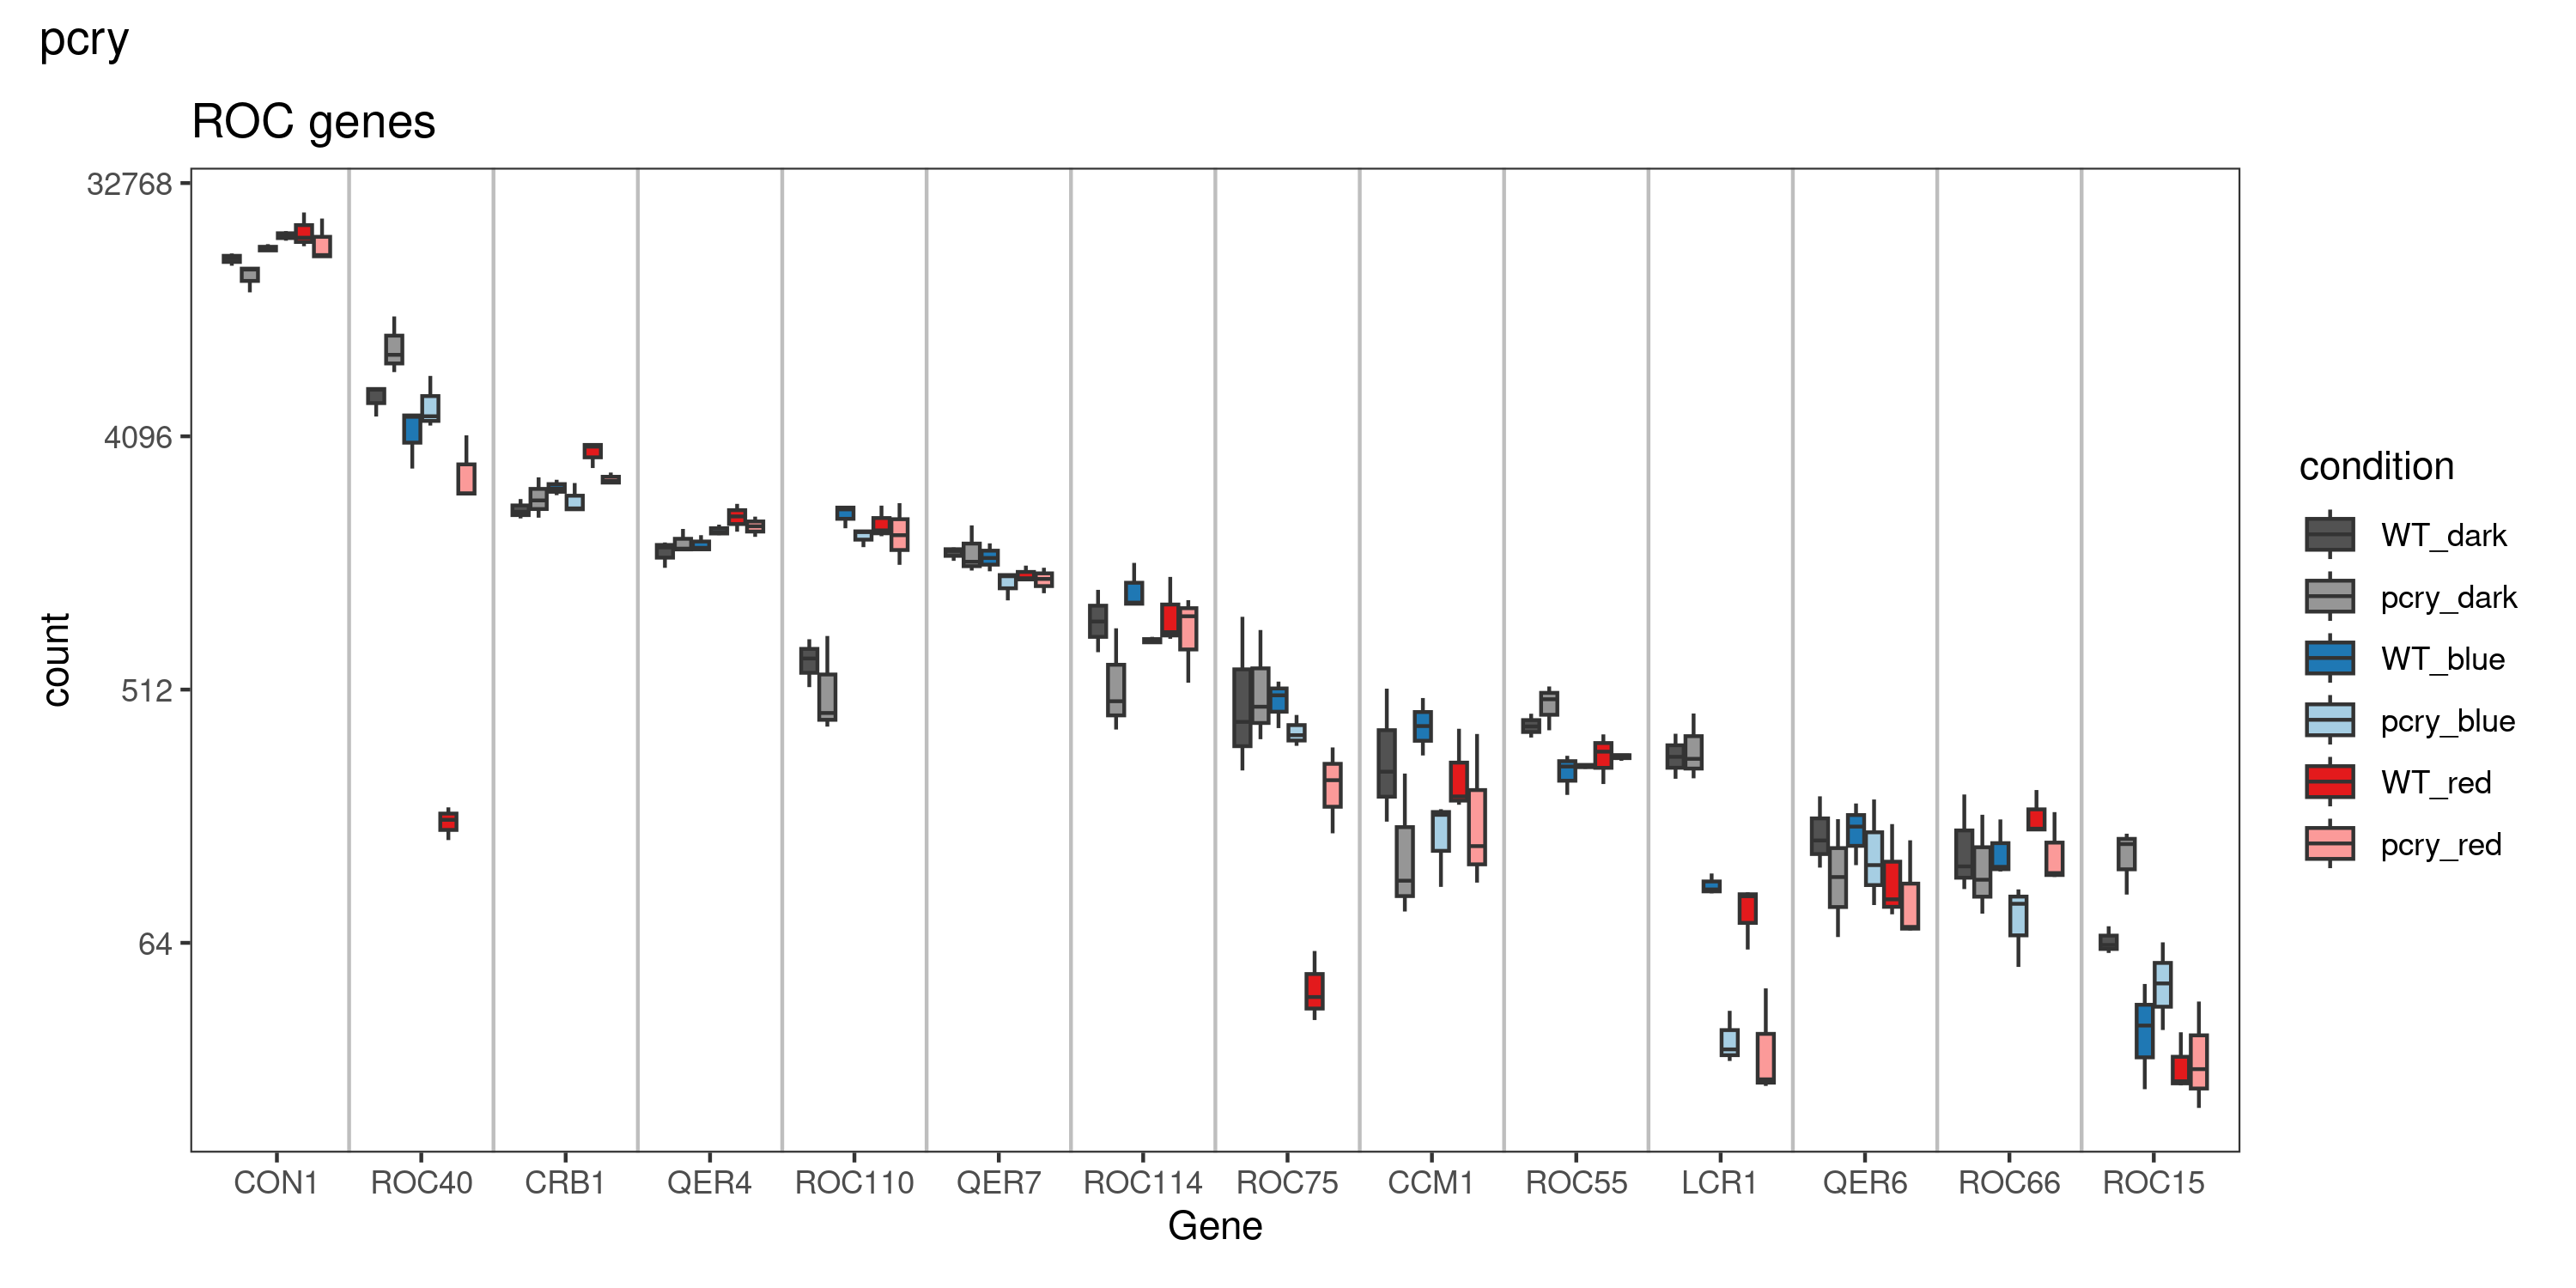 pcry
ROC genes
32768
4096
512
64
count
CON1 ROC40 CRB1 QER4 ROC110 QER7 ROC114 ROC75 CCM1 ROC55 LCR1 QER6 ROC66 ROC15
Gene
condition
WT_dark
pcry_dark
WT_blue
pcry_blue
WT_red
pcry_red